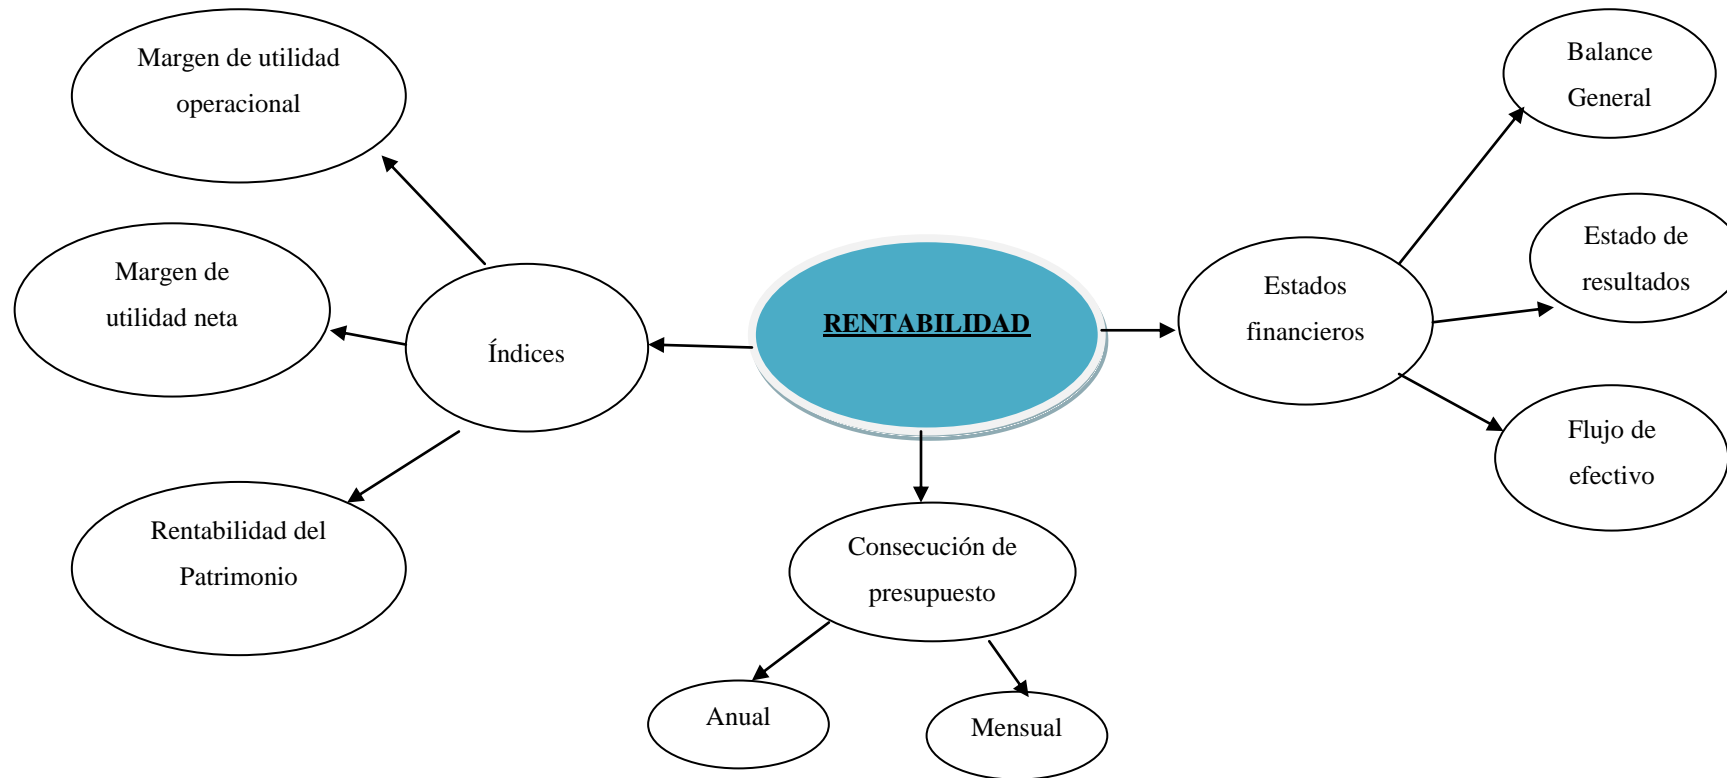 Margen de utilidad
operacional
Balance
General
Margen de
utilidad neta
Índices
RENTABILIDAD
Estados
financieros
Estado de
resultados
Flujo de
efectivo
Rentabilidad del
Patrimonio
Consecución de
presupuesto
Anual
Mensual